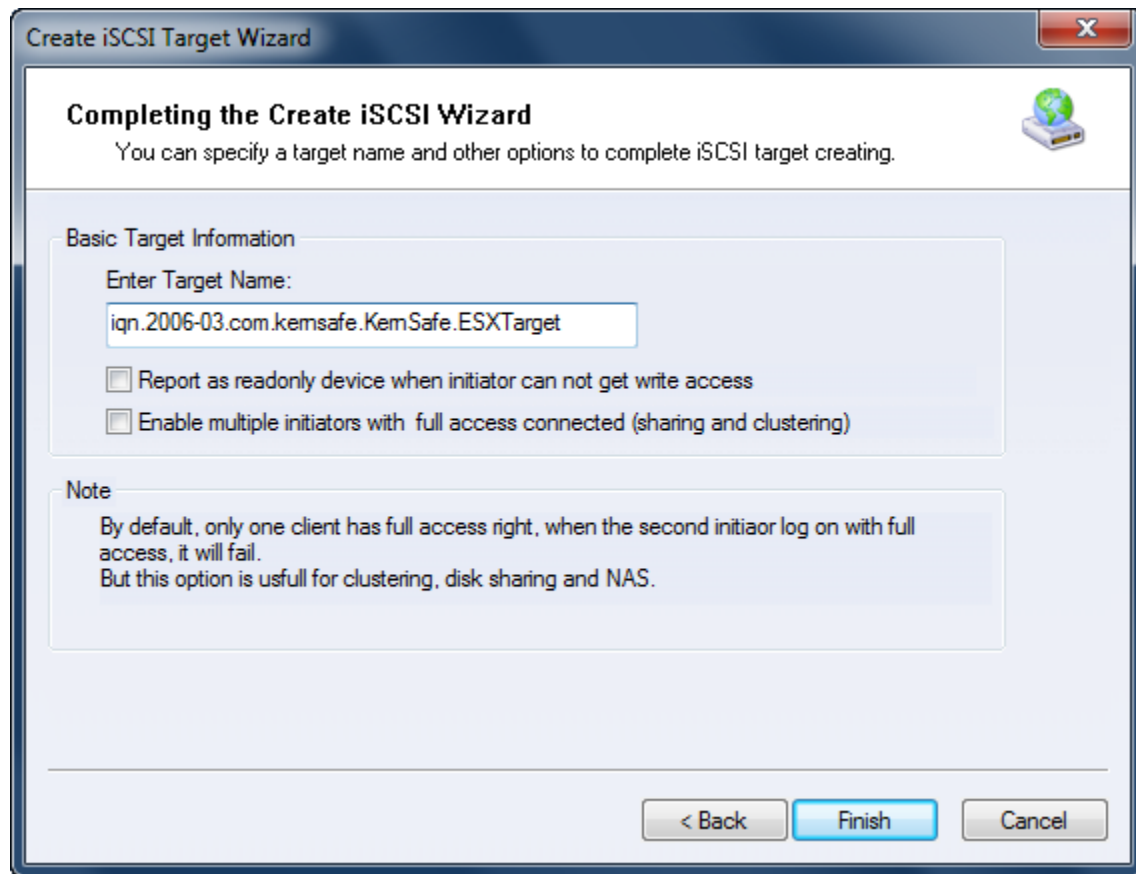 Create iSCSI Target Wizard
Completing the Create iSCSI Wizard
You can specify a target name and other options to complete iSCSI target creating.
Basic Target Information
Enter Target Name:
iqn.2006-03.com.kernsafe.KernSafe.ESXTarget
Report as readonly device when initiator can not get write access
Enable multiple initiators with full access connected (sharing and clustering)
Note
By default, only one client has full access right, when the second initiaor log on with full
access, it will fail.
But this option is usfull for clustering, disk sharing and NAS.
< Back
Finish
Cancel